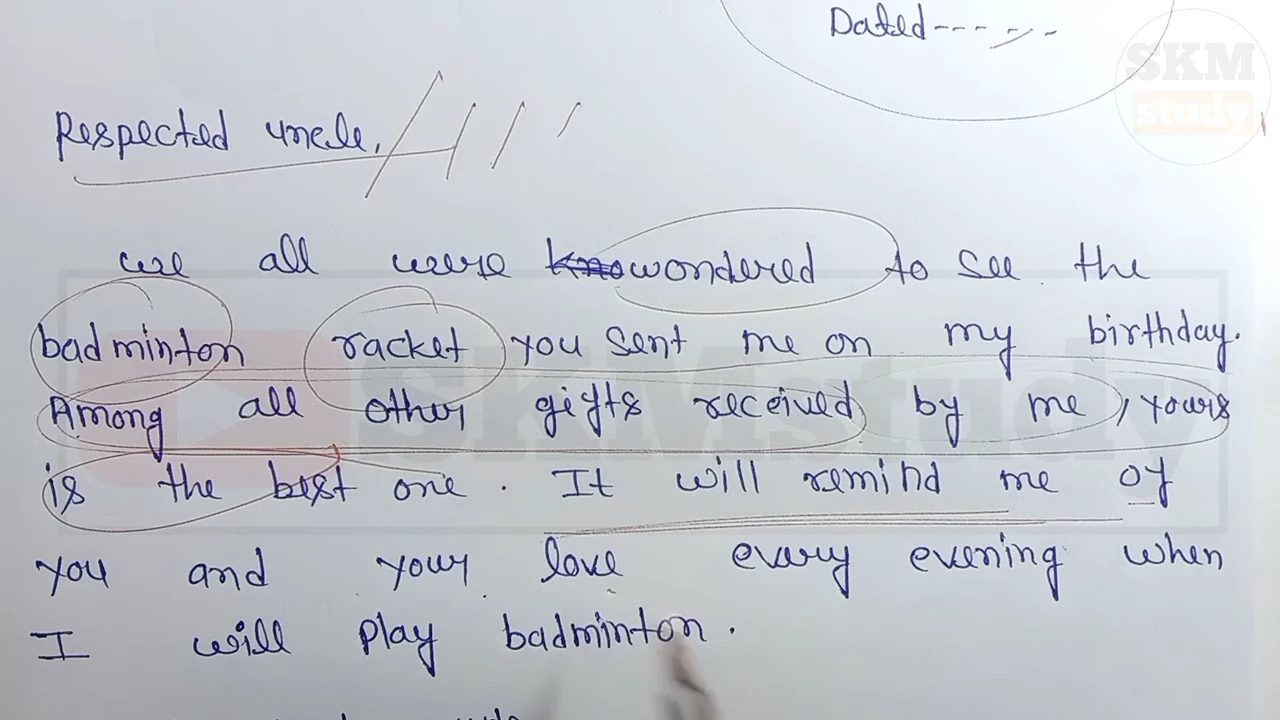 Dated-------
SKM
study
Respected uncle,
we all were wondered to see the
badminton racket you sent me on my birthday.
Among all other gifts received by me, yours
is the best one. It will remind me of
you and your love every evening when
I will play badminton.
SKMstudy